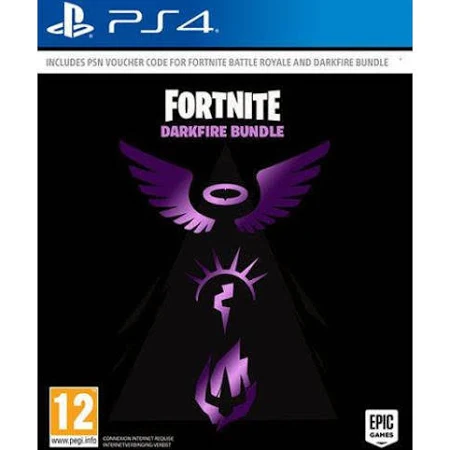 PS4
INCLUDES PSN VOUCHER CODE FOR FORTNITE BATTLE ROYALE AND DARKFIRE BUNDLE
FORTNITE
DARKFIRE BUNDLE
12
www.pegi.info
CONNEXION INTERNET REQUISE
INTERNETVERBINDING VEREIST
EPIC
GAMES